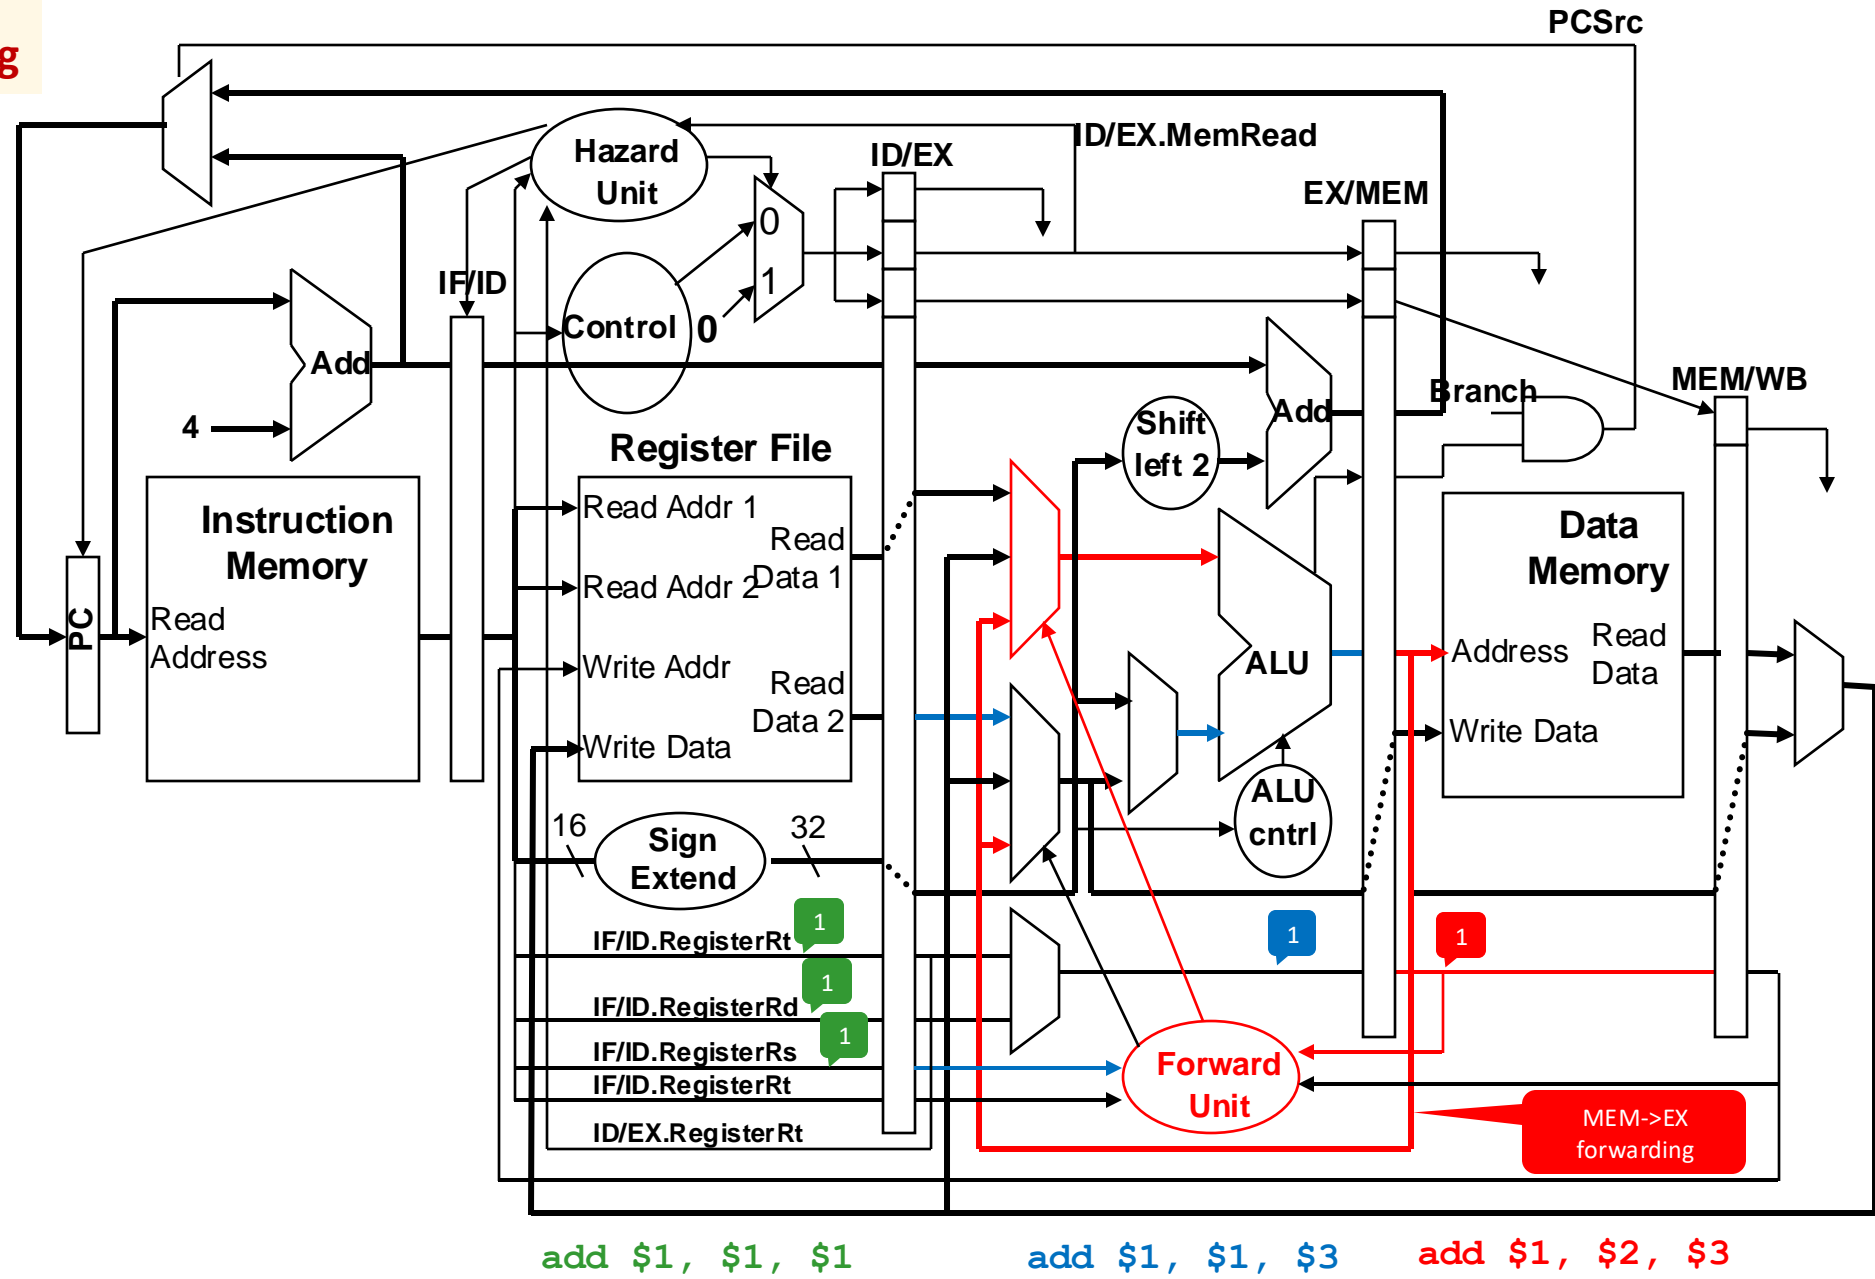 g
PCSrc
Hazard
Unit
ID/EX.MemRead
ID/EX
EX/MEM
0
1
IF/ID
Control
0
Add
4
Branch
MEM/WB
Shift
left 2
Add
Register File
Instruction
Memory
Read Addr 1
Read
Data 1
Read Addr 2
Data
Memory
PC
Read
Address
Write Addr
Read
Data 2
Write Data
ALU
Address
Read
Data
Write Data
ALU
cntrl
16
Sign
Extend
32
IF/ID.RegisterRt
1
1
1
IF/ID.RegisterRd
1
IF/ID.RegisterRs
1
IF/ID.RegisterRt
Forward
Unit
ID/EX.RegisterRt
MEM->EX
forwarding
add $1, $1, $1
add $1, $1, $3
add $1, $2, $3